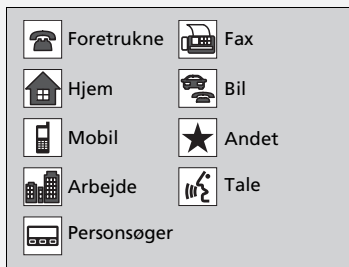 Foretrukne
Fax
Hjem
Bil
Mobil
Andet
Arbejde
Tale
Personsøger